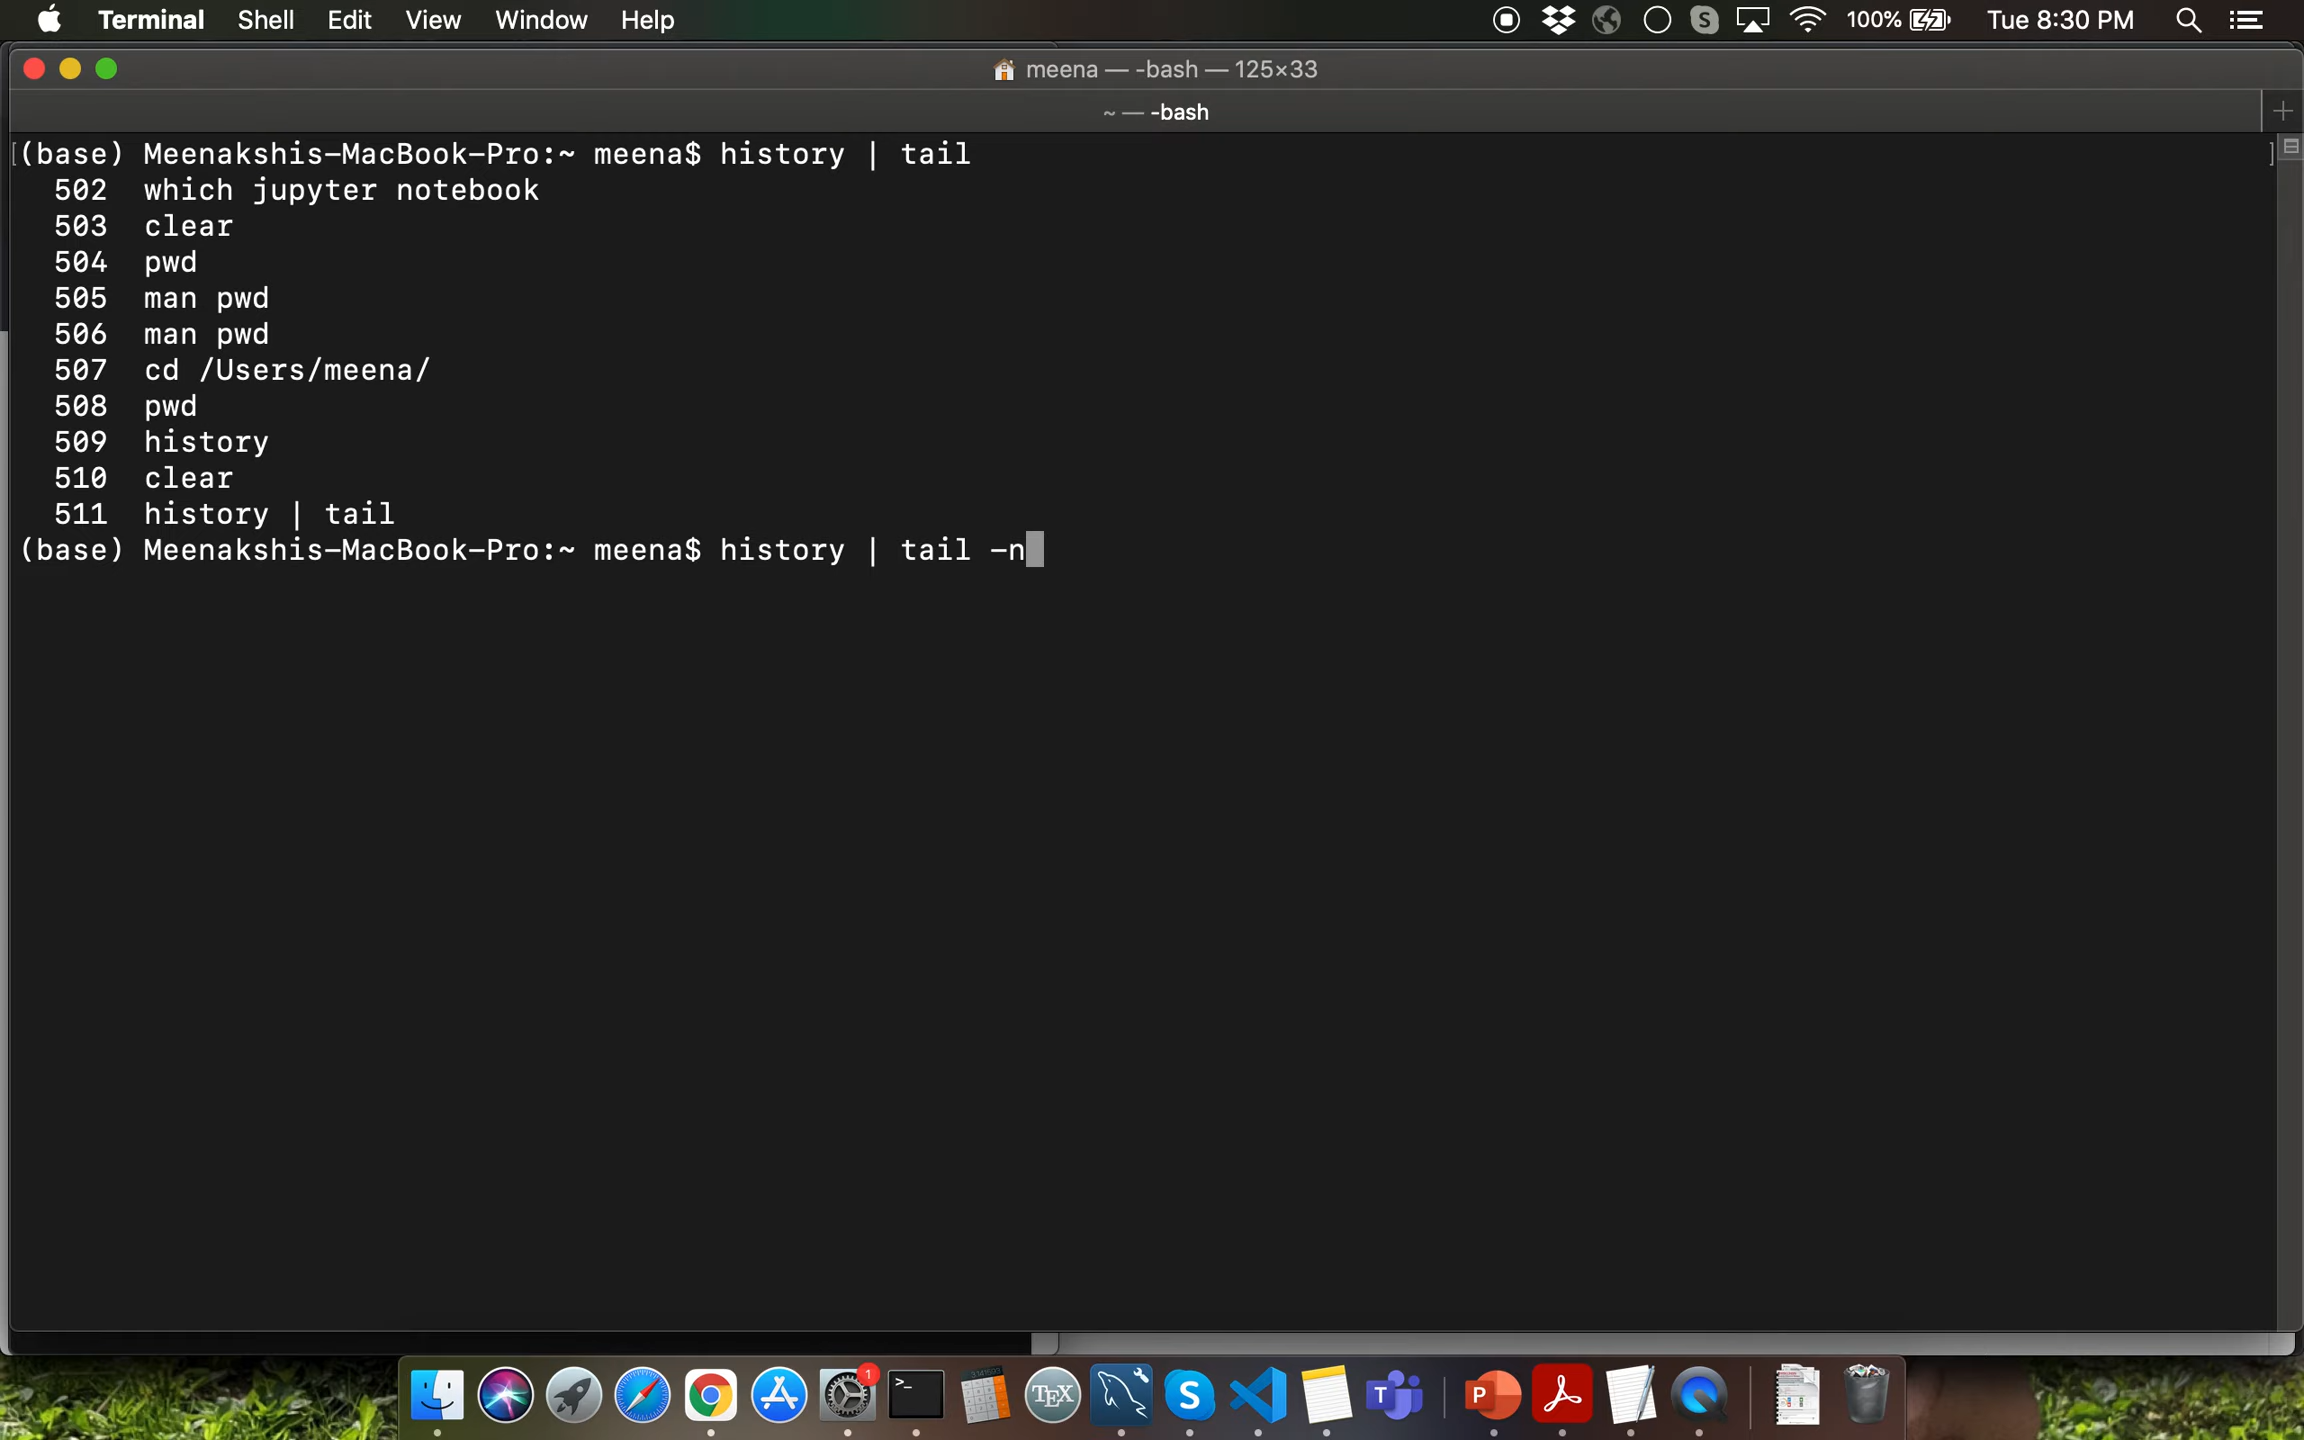 Terminal Shell Edit View Window Help 100% Tue 8:30 PM
meena — -bash — 125×33
~ — -bash
(base) Meenakshis-MacBook-Pro:~ meena$ history | tail
502 which jupyter notebook
503 clear
504 pwd
505 man pwd
506 man pwd
507 cd /Users/meena/
508 pwd
509 history
510 clear
511 history | tail
(base) Meenakshis-MacBook-Pro:~ meena$ history | tail -n
1
>_
TEX
S
T
P